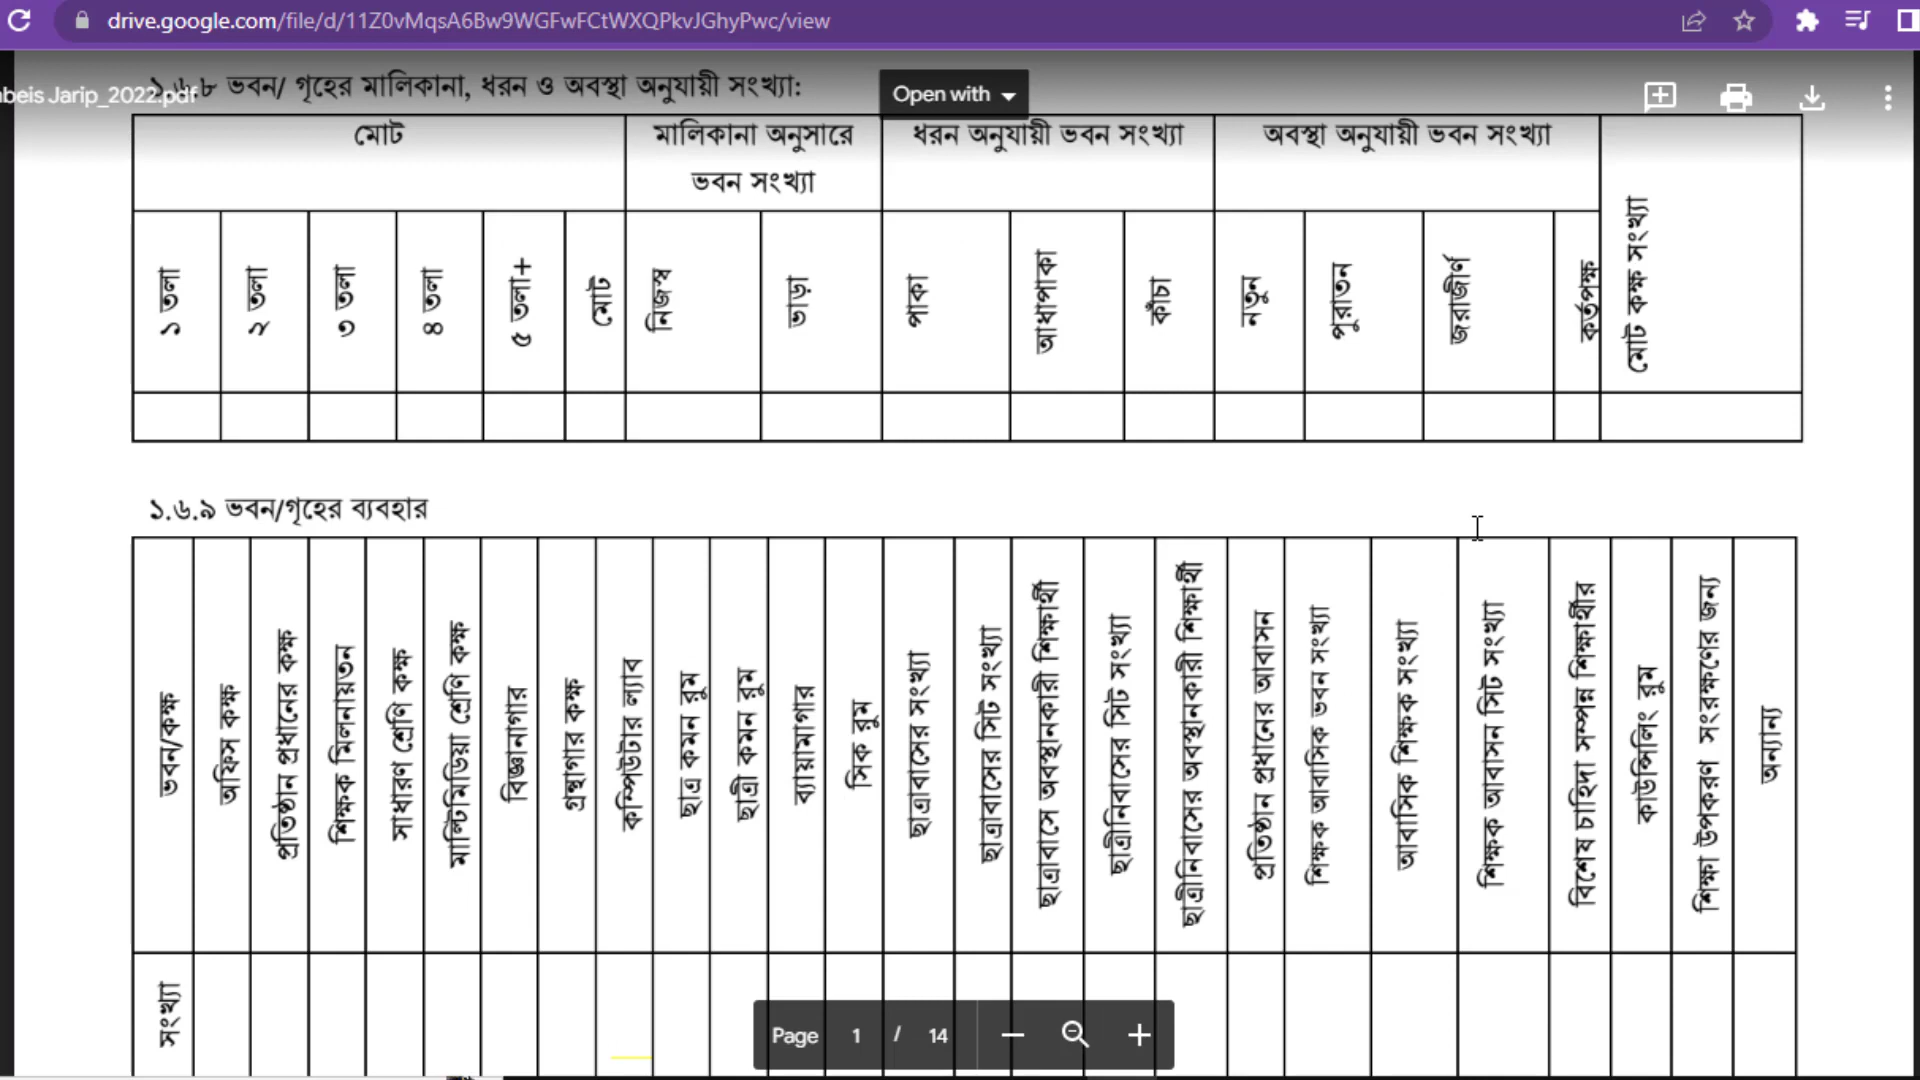 drive.google.com/file/d/11Z0vMqsA6Bw9WGFwFCtWXQPkvJGhyPwc/view
১.৬.৮ ভবন/ গৃহের মালিকানা, ধরন ও অবস্থা অনুযায়ী সংখ্যা:
abeis Jarip_2022.pdf
Open with
মোট
মালিকানা অনুসারে
ভবন সংখ্যা
ধরন অনুযায়ী ভবন সংখ্যা
অবস্থা অনুযায়ী ভবন সংখ্যা
মোট কক্ষ সংখ্যা
১ তলা
২ তলা
৩ তলা
৪ তলা
৫ তলা+
মোট
নিজস্ব
ভাড়া
পাকা
আধাপাকা
কাঁচা
নতুন
পুরাতন
জরাজীর্ণ
কর্তৃপক্ষ
১.৬.৯ ভবন/গৃহের ব্যবহার
ভবন/কক্ষ
অফিস কক্ষ
প্রতিষ্ঠান প্রধানের কক্ষ
শিক্ষক মিলনায়তন
সাধারণ শ্রেণি কক্ষ
মাল্টিমিডিয়া শ্রেণি কক্ষ
বিজ্ঞানাগার
গ্রন্থাগার কক্ষ
কম্পিউটার ল্যাব
ছাত্র কমন রুম
ছাত্রী কমন রুম
ব্যায়ামাগার
সিক রুম
ছাত্রাবাসের সংখ্যা
ছাত্রাবাসের সিট সংখ্যা
ছাত্রাবাসে অবস্থানকারী শিক্ষার্থী
ছাত্রীনিবাসের সিট সংখ্যা
ছাত্রীনিবাসের অবস্থানকারী শিক্ষার্থী
প্রতিষ্ঠান প্রধানের আবাসন
শিক্ষক আবাসিক ভবন সংখ্যা
আবাসিক শিক্ষক সংখ্যা
শিক্ষক আবাসন সিট সংখ্যা
বিশেষ চাহিদা সম্পন্ন শিক্ষার্থীর
কাউন্সিলিং রুম
শিক্ষা উপকরণ সংরক্ষণের জন্য
অন্যান্য
সংখ্যা
Page 1 / 14